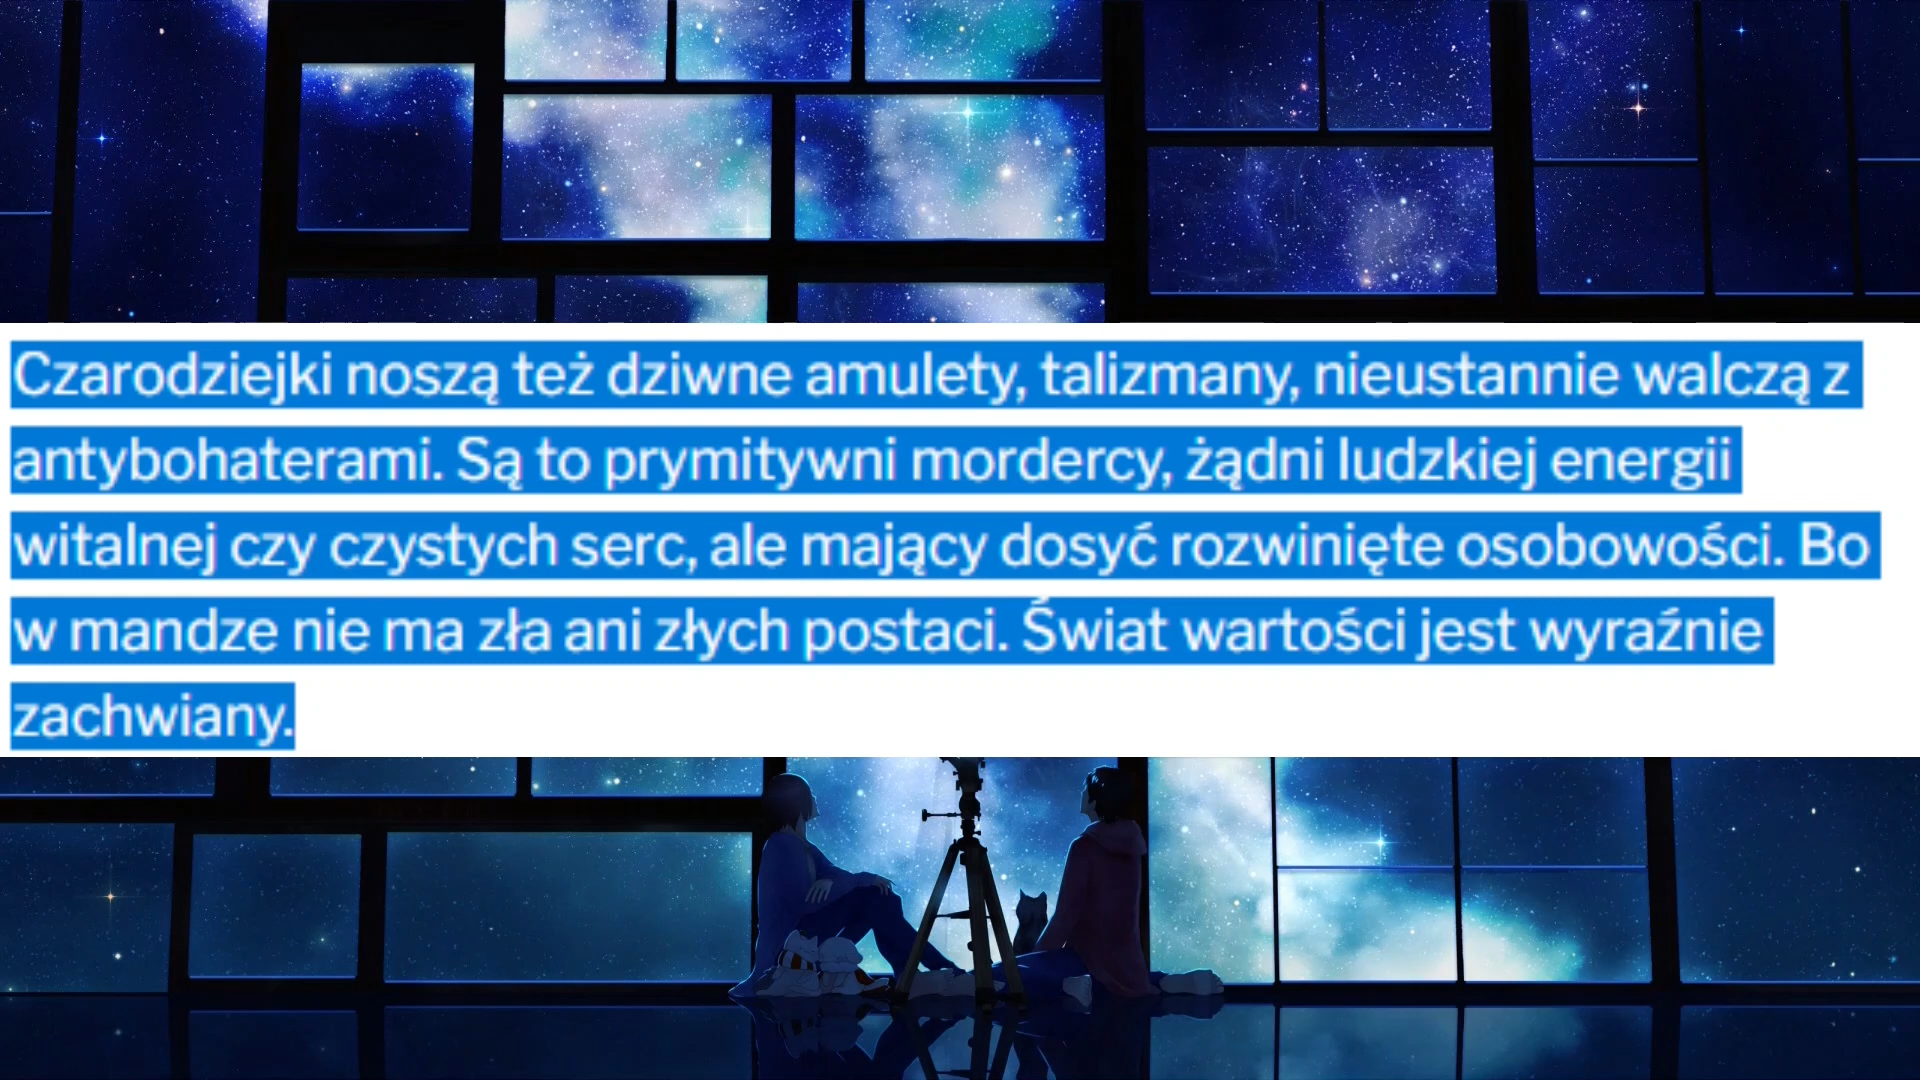 Czarodziejki noszą też dziwne amulety, talizmany, nieustannie walczą z
antybohaterami. Są to prymitywni mordercy, żądni ludzkiej energii
witalnej czy czystych serc, ale mający dosyć rozwinięte osobowości. Bo
w mandze nie ma zła ani złych postaci. Świat wartości jest wyraźnie
zachwiany.